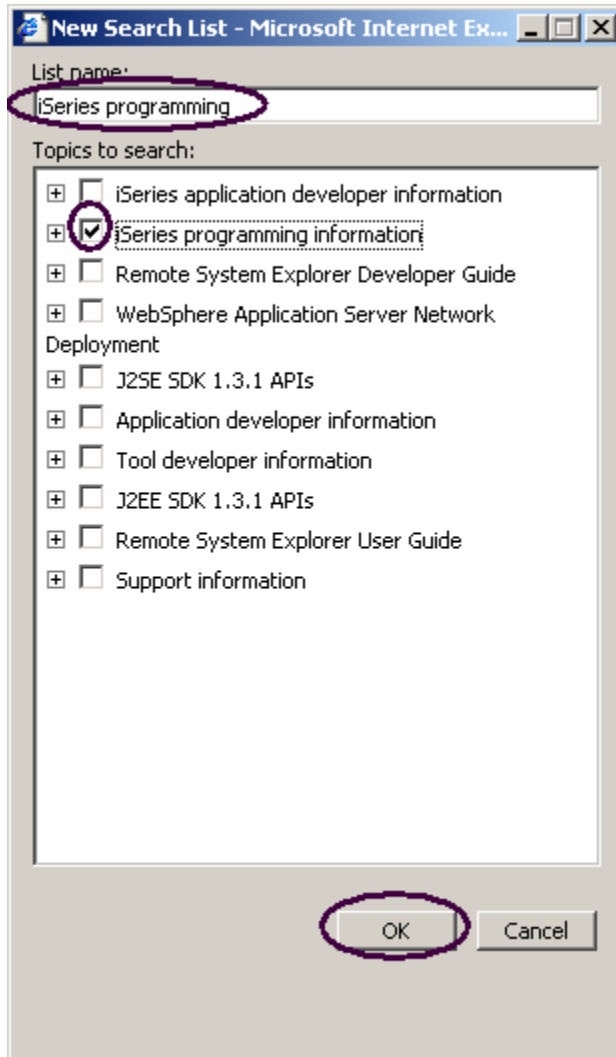 New Search List - Microsoft Internet Ex...
List name:
iSeries programming
Topics to search:
iSeries application developer information
iSeries programming information
Remote System Explorer Developer Guide
WebSphere Application Server Network
Deployment
J2SE SDK 1.3.1 APIs
Application developer information
Tool developer information
J2EE SDK 1.3.1 APIs
Remote System Explorer User Guide
Support information
OK Cancel